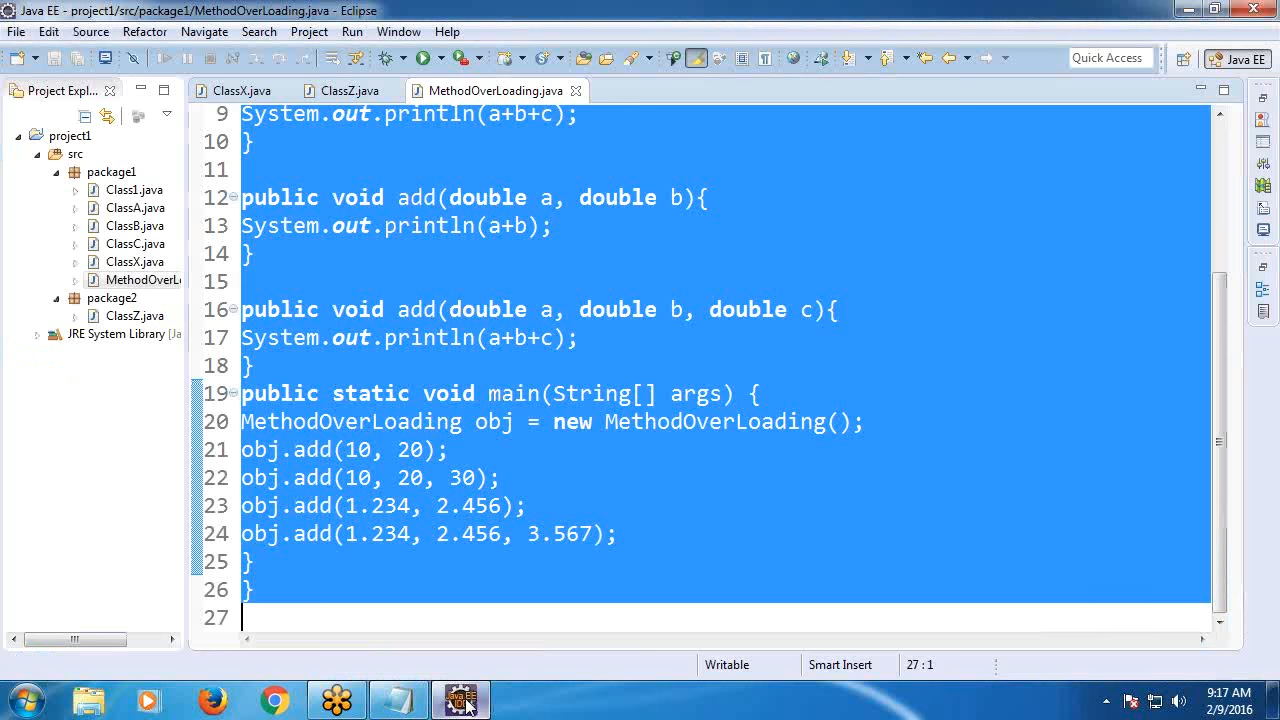 Java EE - project1/src/package1/MethodOverLoading.java - Eclipse
File Edit Source Refactor Navigate Search Project Run Window Help
Quick Access Java EE
Project Expl... ClassX.java ClassZ.java MethodOverLoading.java
project1
src
package1
Class1.java
ClassA.java
ClassB.java
ClassC.java
ClassX.java
MethodOverL
package2
ClassZ.java
JRE System Library [Ja
9 System.out.println(a+b+c);
10 }
11
12 public void add(double a, double b){
13 System.out.println(a+b);
14 }
15
16 public void add(double a, double b, double c){
17 System.out.println(a+b+c);
18 }
19 public static void main(String[] args) {
20 MethodOverLoading obj = new MethodOverLoading();
21 obj.add(10, 20);
22 obj.add(10, 20, 30);
23 obj.add(1.234, 2.456);
24 obj.add(1.234, 2.456, 3.567);
25 }
26 }
27
Writable Smart Insert 27 : 1
Java EE
IDE
9:17 AM
2/9/2016